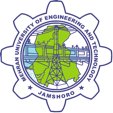 MEHRAN UNIVERSITY OF ENGINEERING AND TECHNOLOGY
JAMSHORO